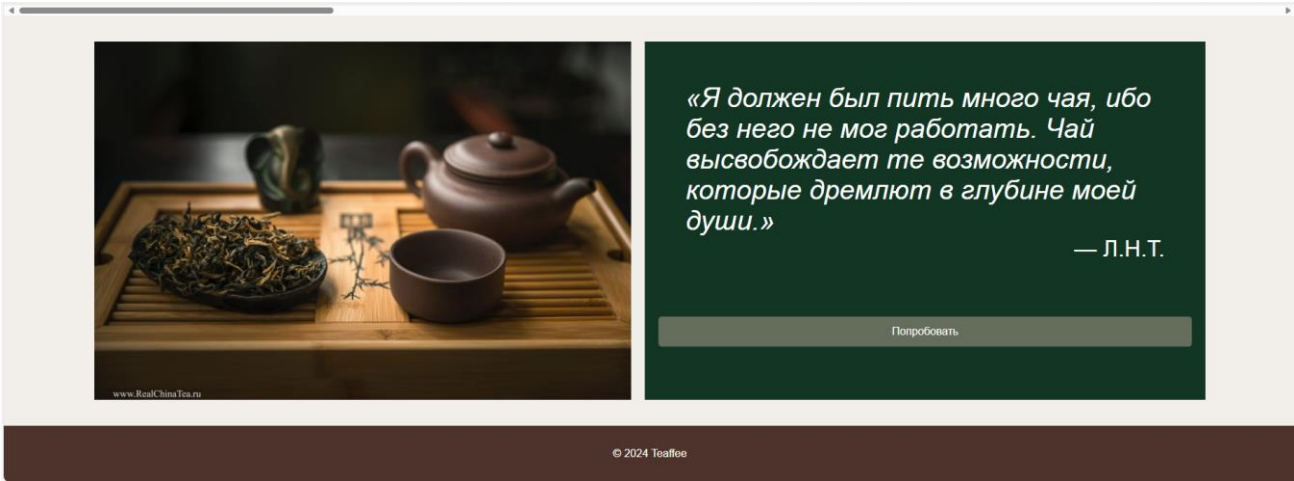 «Я должен был пить много чая, ибо
без него не мог работать. Чай
высвобождает те возможности,
которые дремлют в глубине моей
души.»
— Л.Н.Т.
Попробовать
www.RealChinaTea.ru
© 2024 Teaffee